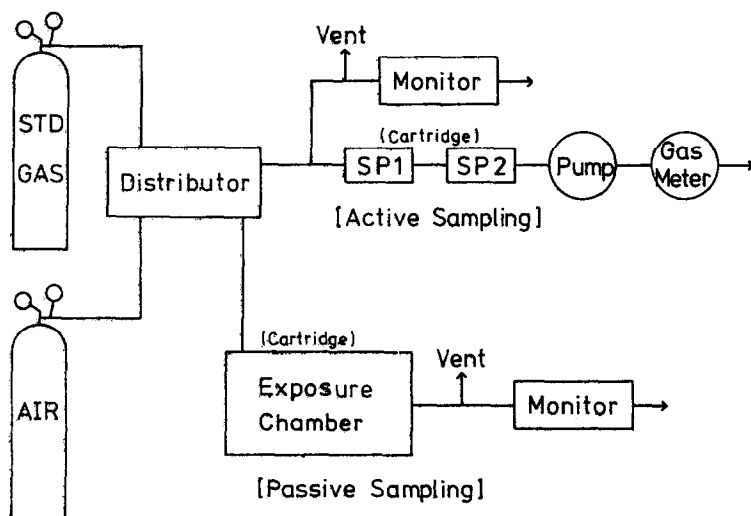 STD
GAS
Distributor
Vent
Monitor
(Cartridge)
SP1
SP2
Pump
Gas
Meter
[Active Sampling]
AIR
(Cartridge)
Exposure
Chamber
Vent
Monitor
[Passive Sampling]